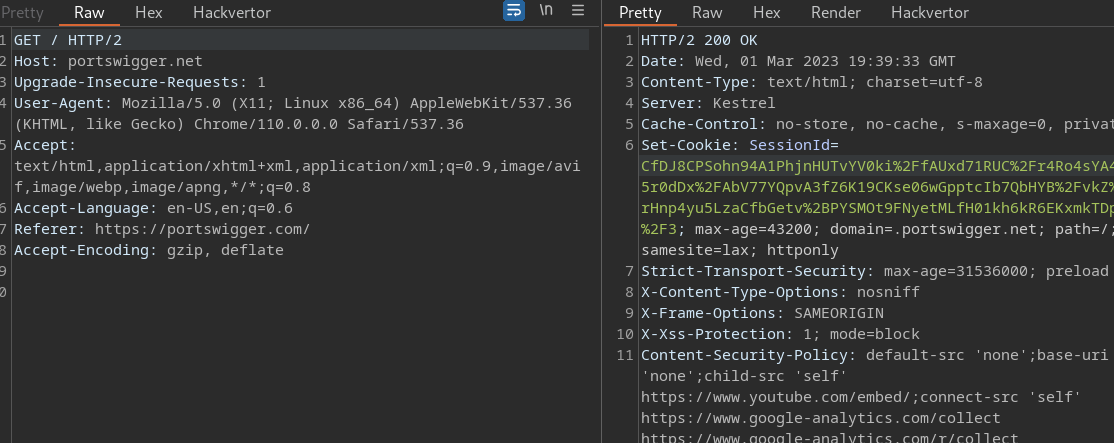 Pretty Raw Hex Hackvertor \n
1 GET / HTTP/2
2 Host: portswigger.net
3 Upgrade-Insecure-Requests: 1
4 User-Agent: Mozilla/5.0 (X11; Linux x86_64) AppleWebKit/537.36
(KHTML, like Gecko) Chrome/110.0.0.0 Safari/537.36
5 Accept:
text/html,application/xhtml+xml,application/xml;q=0.9,image/avi
f,image/webp,image/apng,*/*;q=0.8
6 Accept-Language: en-US,en;q=0.6
7 Referer: https://portswigger.com/
8 Accept-Encoding: gzip, deflate
9
0
Pretty Raw Hex Render Hackvertor
1 HTTP/2 200 OK
2 Date: Wed, 01 Mar 2023 19:39:33 GMT
3 Content-Type: text/html; charset=utf-8
4 Server: Kestrel
5 Cache-Control: no-store, no-cache, s-maxage=0, privat
6 Set-Cookie: SessionId=
CfDJ8CPSohn94A1PhjnHUTvYV0ki%2FfAUxd71RUC%2Fr4Ro4sYA4
5r0dDx%2FAbV77YQpvA3fZ6K19CKse06wGpptcIb7QbHYB%2FvkZ%
rHnp4yu5LzaCfbGetv%2BPYSMOt9FNyetMLfH01kh6kR6EKxmkTDp
%2F3; max-age=43200; domain=.portswigger.net; path=/;
samesite=lax; httponly
7 Strict-Transport-Security: max-age=31536000; preload
8 X-Content-Type-Options: nosniff
9 X-Frame-Options: SAMEORIGIN
10 X-Xss-Protection: 1; mode=block
11 Content-Security-Policy: default-src 'none';base-uri
'none';child-src 'self'
https://www.youtube.com/embed/;connect-src 'self'
https://www.google-analytics.com/collect
https://www.google-analytics.com/r/collect